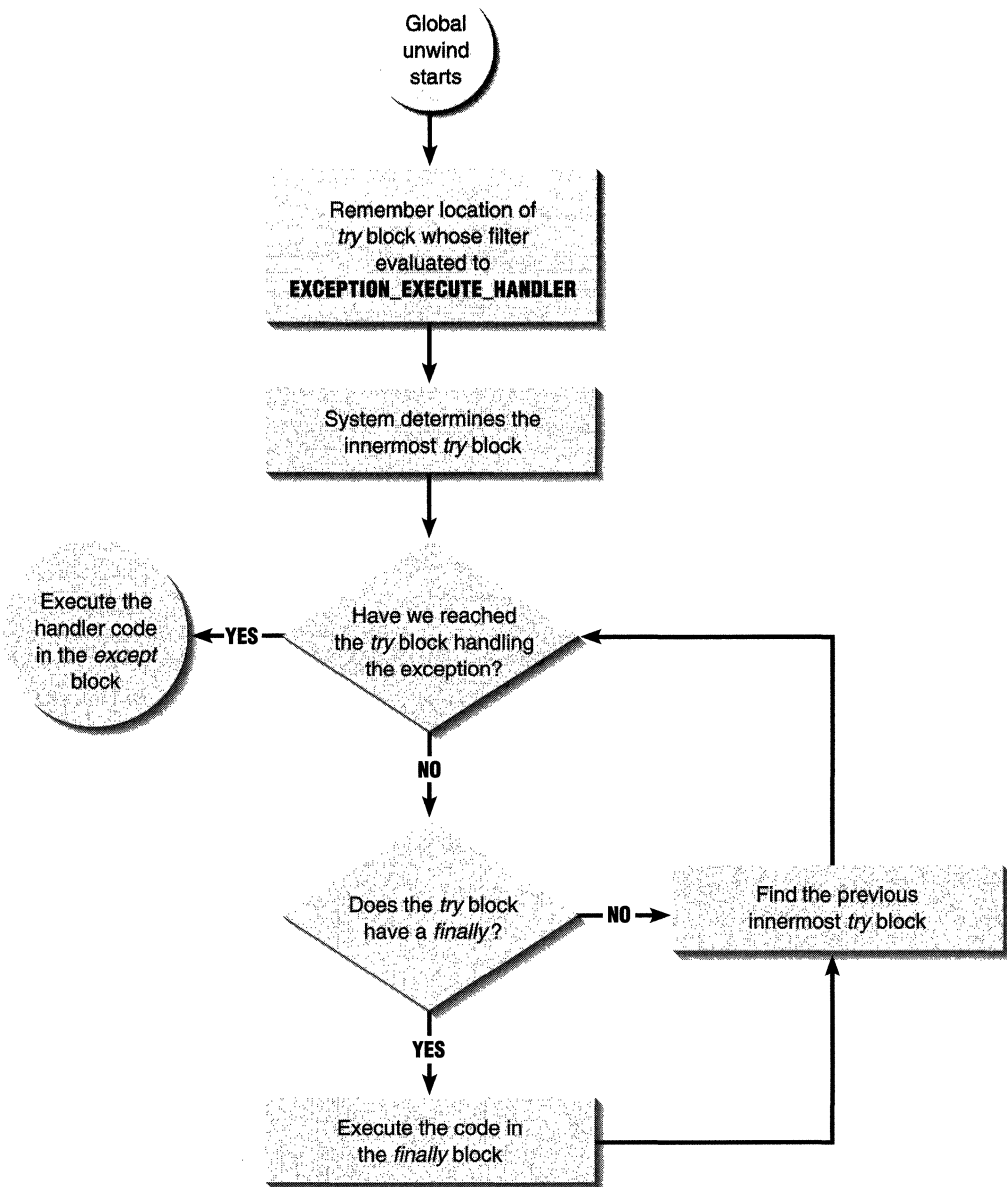 Global
unwind
starts
Remember location of
try block whose filter
evaluated to
EXCEPTION_EXECUTE_HANDLER
System determines the
innermost try block
Have we reached
the try block handling
the exception?
YES
Execute the
handler code
in the except
block
NO
Does the try block
have a finally?
NO
Find the previous
innermost try block
YES
Execute the code in
the finally block